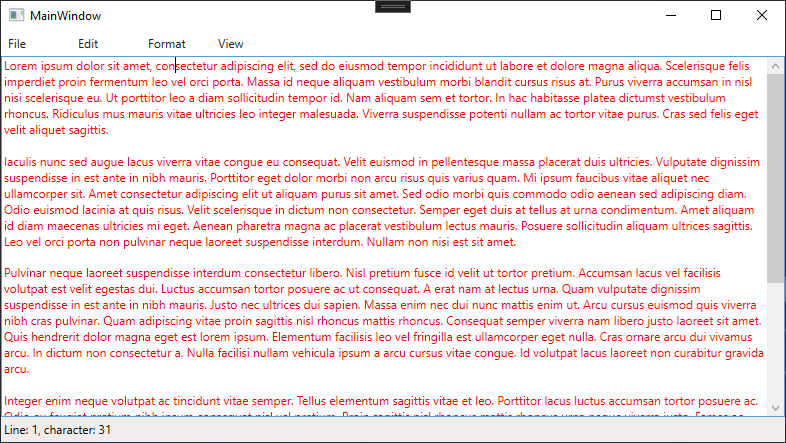 MainWindow
File Edit Format View
Lorem ipsum dolor sit amet, consectetur adipiscing elit, sed do eiusmod tempor incididunt ut labore et dolore magna aliqua. Scelerisque felis
imperdiet proin fermentum leo vel orci porta. Massa id neque aliquam vestibulum morbi blandit cursus risus at. Purus viverra accumsan in nisl
nisi scelerisque eu. Ut porttitor leo a diam sollicitudin tempor id. Nam aliquam sem et tortor. In hac habitasse platea dictumst vestibulum
rhoncus. Ridiculus mus mauris vitae ultricies leo integer malesuada. Viverra suspendisse potenti nullam ac tortor vitae purus. Cras sed felis eget
velit aliquet sagittis.
Iaculis nunc sed augue lacus viverra vitae congue eu consequat. Velit euismod in pellentesque massa placerat duis ultricies. Vulputate dignissim
suspendisse in est ante in nibh mauris. Porttitor eget dolor morbi non arcu risus quis varius quam. Mi ipsum faucibus vitae aliquet nec
ullamcorper sit. Amet consectetur adipiscing elit ut aliquam purus sit amet. Sed odio morbi quis commodo odio aenean sed adipiscing diam.
Odio euismod lacinia at quis risus. Velit scelerisque in dictum non consectetur. Semper eget duis at tellus at urna condimentum. Amet aliquam
id diam maecenas ultricies mi eget. Aenean pharetra magna ac placerat vestibulum lectus mauris. Posuere sollicitudin aliquam ultrices sagittis.
Leo vel orci porta non pulvinar neque laoreet suspendisse interdum. Nullam non nisi est sit amet.
Pulvinar neque laoreet suspendisse interdum consectetur libero. Nisl pretium fusce id velit ut tortor pretium. Accumsan lacus vel facilisis
volutpat est velit egestas dui. Luctus accumsan tortor posuere ac ut consequat. A erat nam at lectus urna. Quam vulputate dignissim
suspendisse in est ante in nibh mauris. Justo nec ultrices dui sapien. Massa enim nec dui nunc mattis enim ut. Arcu cursus euismod quis viverra
nibh cras pulvinar. Quam adipiscing vitae proin sagittis nisl rhoncus mattis rhoncus. Consequat semper viverra nam libero justo laoreet sit amet.
Quis hendrerit dolor magna eget est lorem ipsum. Elementum facilisis leo vel fringilla est ullamcorper eget nulla. Cras ornare arcu dui vivamus
arcu. In dictum non consectetur a. Nulla facilisi nullam vehicula ipsum a arcu cursus vitae congue. Id volutpat lacus laoreet non curabitur gravida
arcu.
Integer enim neque volutpat ac tincidunt vitae semper. Tellus elementum sagittis vitae et leo. Porttitor lacus luctus accumsan tortor posuere ac.
Line: 1, character: 31